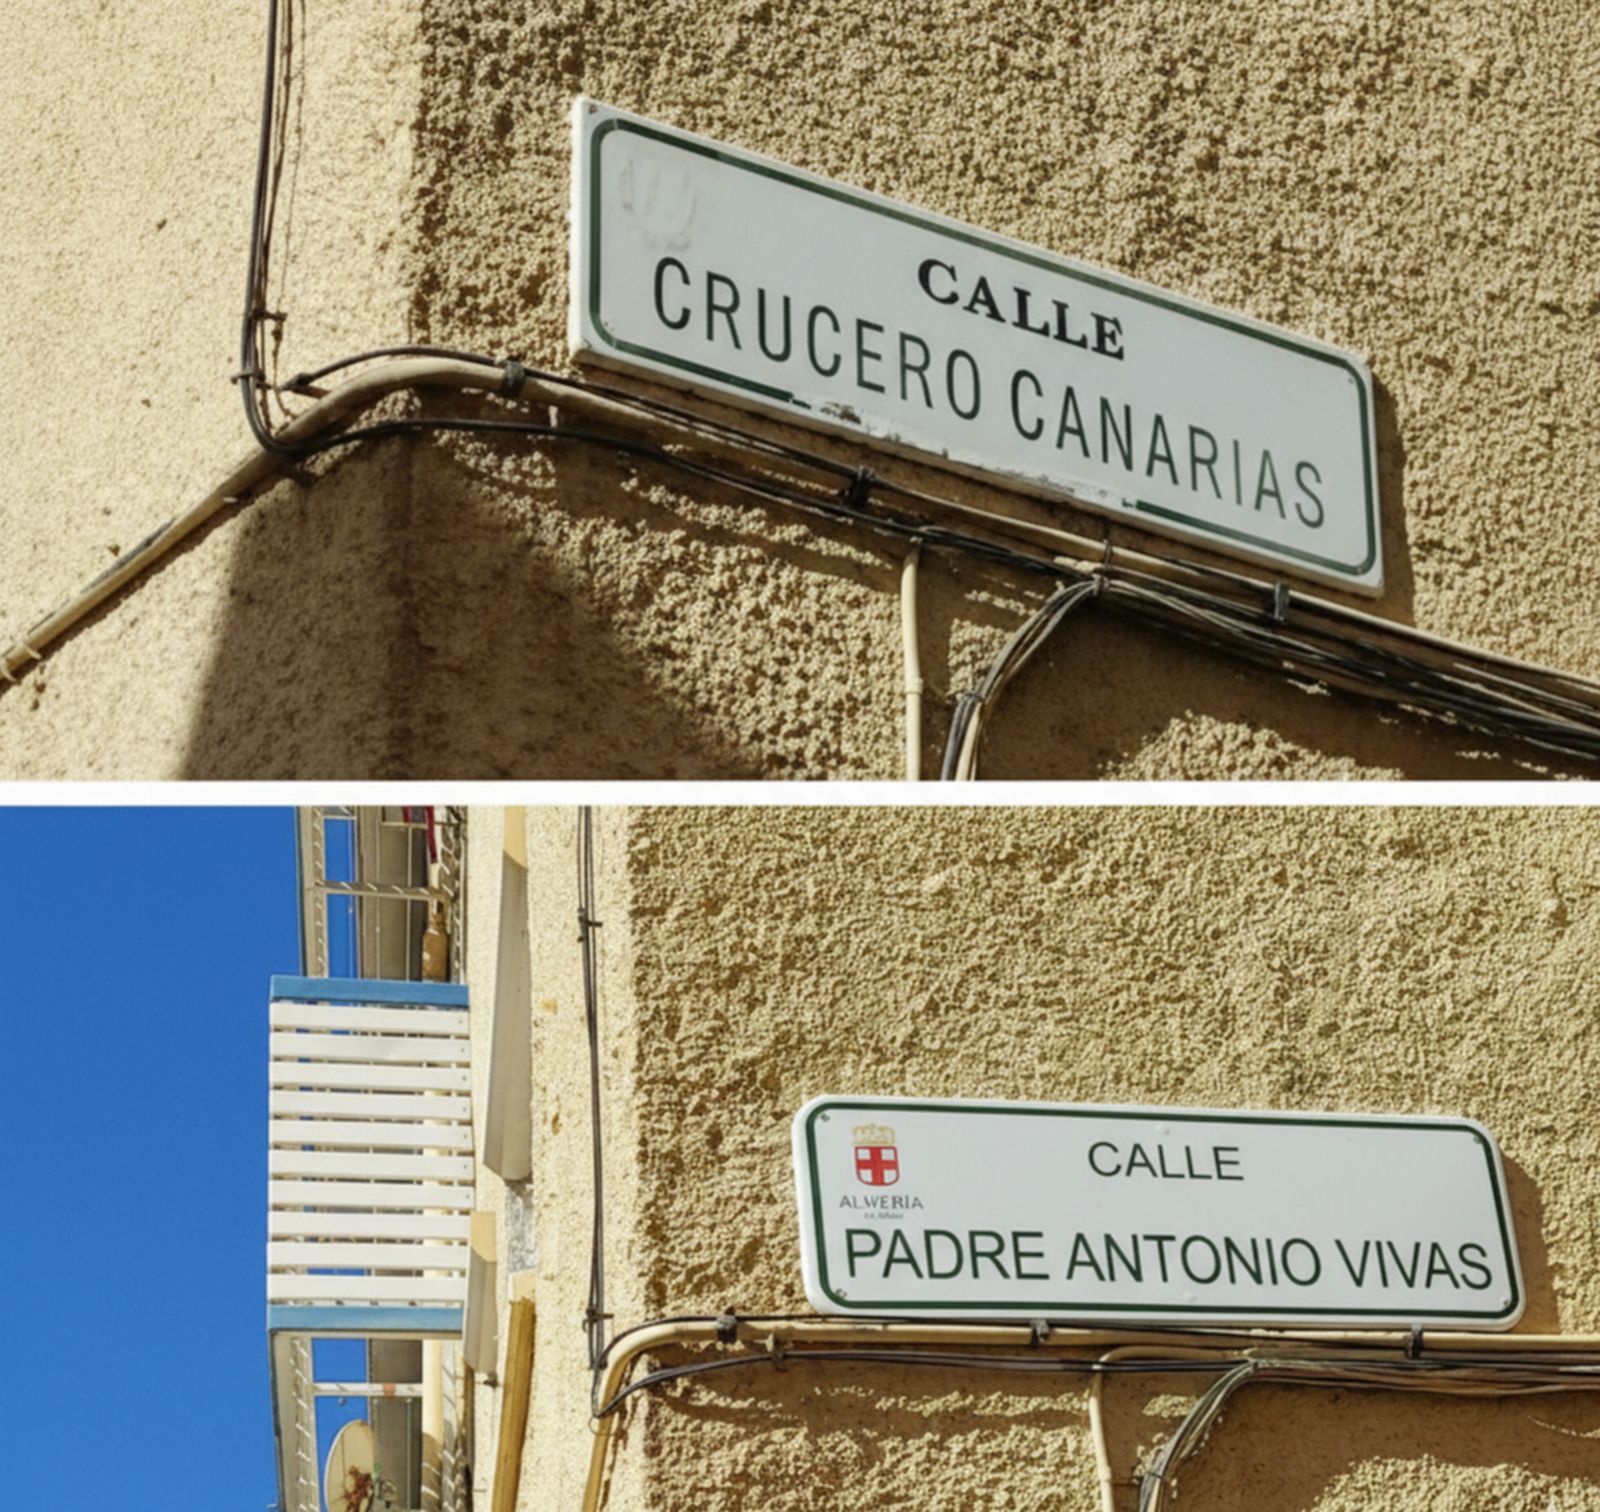 CALLE
CRUCERO CANARIAS
CALLE
ALMERÍA
PADRE ANTONIO VIVAS